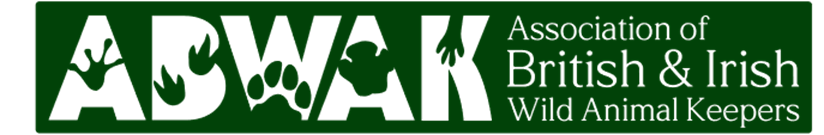 ABWAK
Association of
British & Irish
Wild Animal Keepers